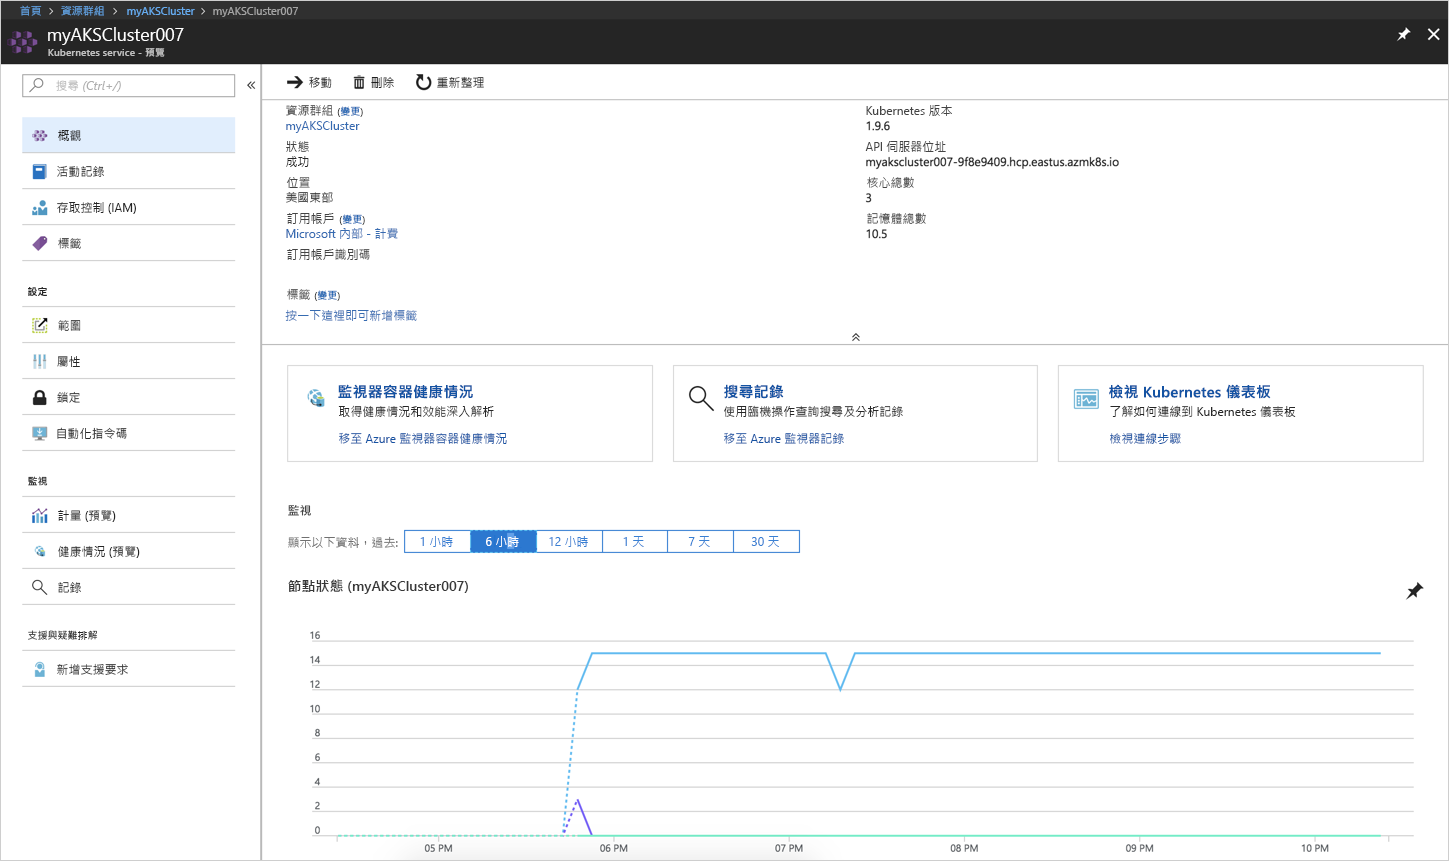 首頁 > 資源群組 > myAKSCluster > myAKSCluster007
myAKSCluster007
Kubernetes service - 預覽
搜尋 (Ctrl+/)
概觀
活動記錄
存取控制 (IAM)
標籤
設定
範圍
屬性
鎖定
自動化指令碼
監視
計量 (預覽)
健康情況 (預覽)
記錄
支援與疑難排解
新增支援要求
移動 刪除 重新整理
資源群組 (變更)
myAKSCluster
狀態
成功
位置
美國東部
訂用帳戶 (變更)
Microsoft 內部 - 計費
訂用帳戶識別碼
標籤 (變更)
按一下這裡即可新增標籤
Kubernetes 版本
1.9.6
API 伺服器位址
myakscluster007-9f8e9409.hcp.eastus.azmk8s.io
核心總數
3
記憶體總數
10.5
監視器容器健康情況
取得健康情況和效能深入解析
移至 Azure 監視器容器健康情況
搜尋記錄
使用隨機操作查詢搜尋及分析記錄
移至 Azure 監視器記錄
檢視 Kubernetes 儀表板
了解如何連線到 Kubernetes 儀表板
檢視連線步驟
監視
顯示以下資料，過去: 1 小時 6 小時 12 小時 1 天 7 天 30 天
節點狀態 (myAKSCluster007)
16
14
12
10
8
6
4
2
0
05 PM 06 PM 07 PM 08 PM 09 PM 10 PM